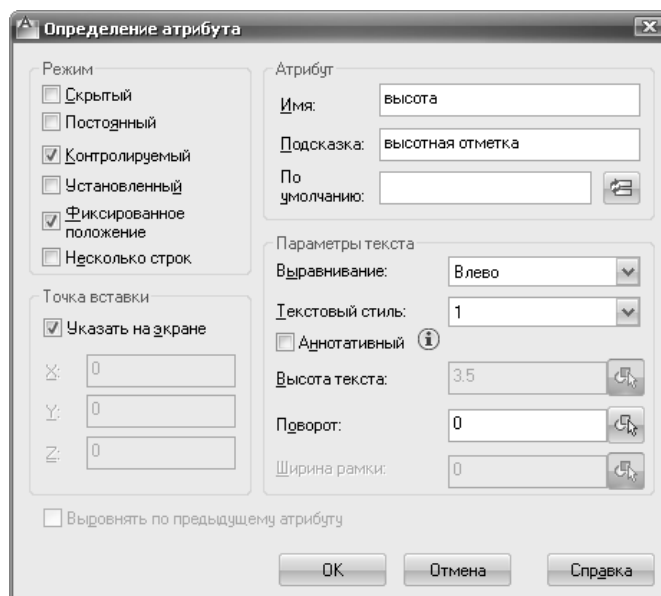 Определение атрибута
Режим
Скрытый
Постоянный
Контролируемый
Установленный
Фиксированное
положение
Несколько строк
Точка вставки
Указать на экране
X: 0
Y: 0
Z: 0
Атрибут
Имя: высота
Подсказка: высотная отметка
По
умолчанию:
Параметры текста
Выравнивание: Влево
Текстовый стиль: 1
Аннотативный
Высота текста: 3.5
Поворот: 0
Ширина рамки: 0
Выровнять по предыдущему атрибуту
OK Отмена Справка